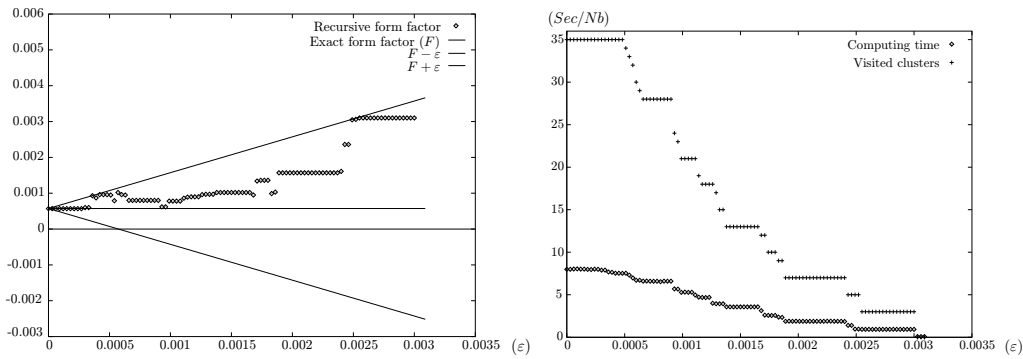 0.006
0.005
0.004
0.003
0.002
0.001
0
-0.001
-0.002
-0.003
0 0.0005 0.001 0.0015 0.002 0.0025 0.003 0.0035 (ε)
Recursive form factor
Exact form factor (F)
F − ε
F + ε
(Sec/Nb)
35
30
25
20
15
10
5
0
0 0.0005 0.001 0.0015 0.002 0.0025 0.003 0.0035 (ε)
Computing time
Visited clusters